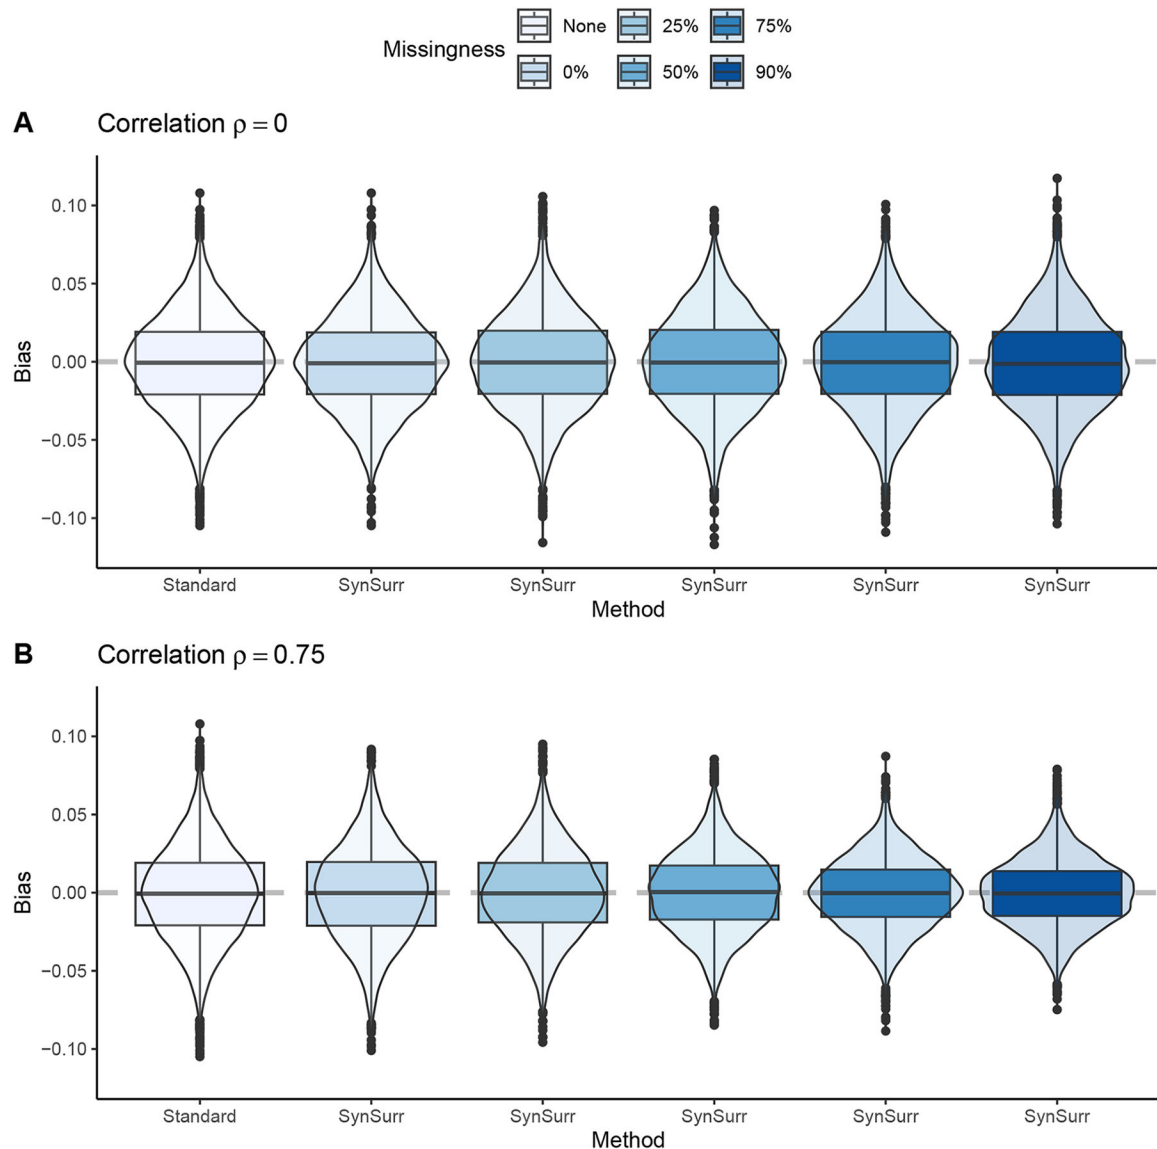 Missingness
None 25% 75%
0% 50% 90%
A Correlation ρ = 0
0.10
0.05
0.00
−0.05
−0.10
Bias
Standard SynSurr SynSurr SynSurr SynSurr SynSurr
Method
B Correlation ρ = 0.75
0.10
0.05
0.00
−0.05
−0.10
Bias
Standard SynSurr SynSurr SynSurr SynSurr SynSurr
Method